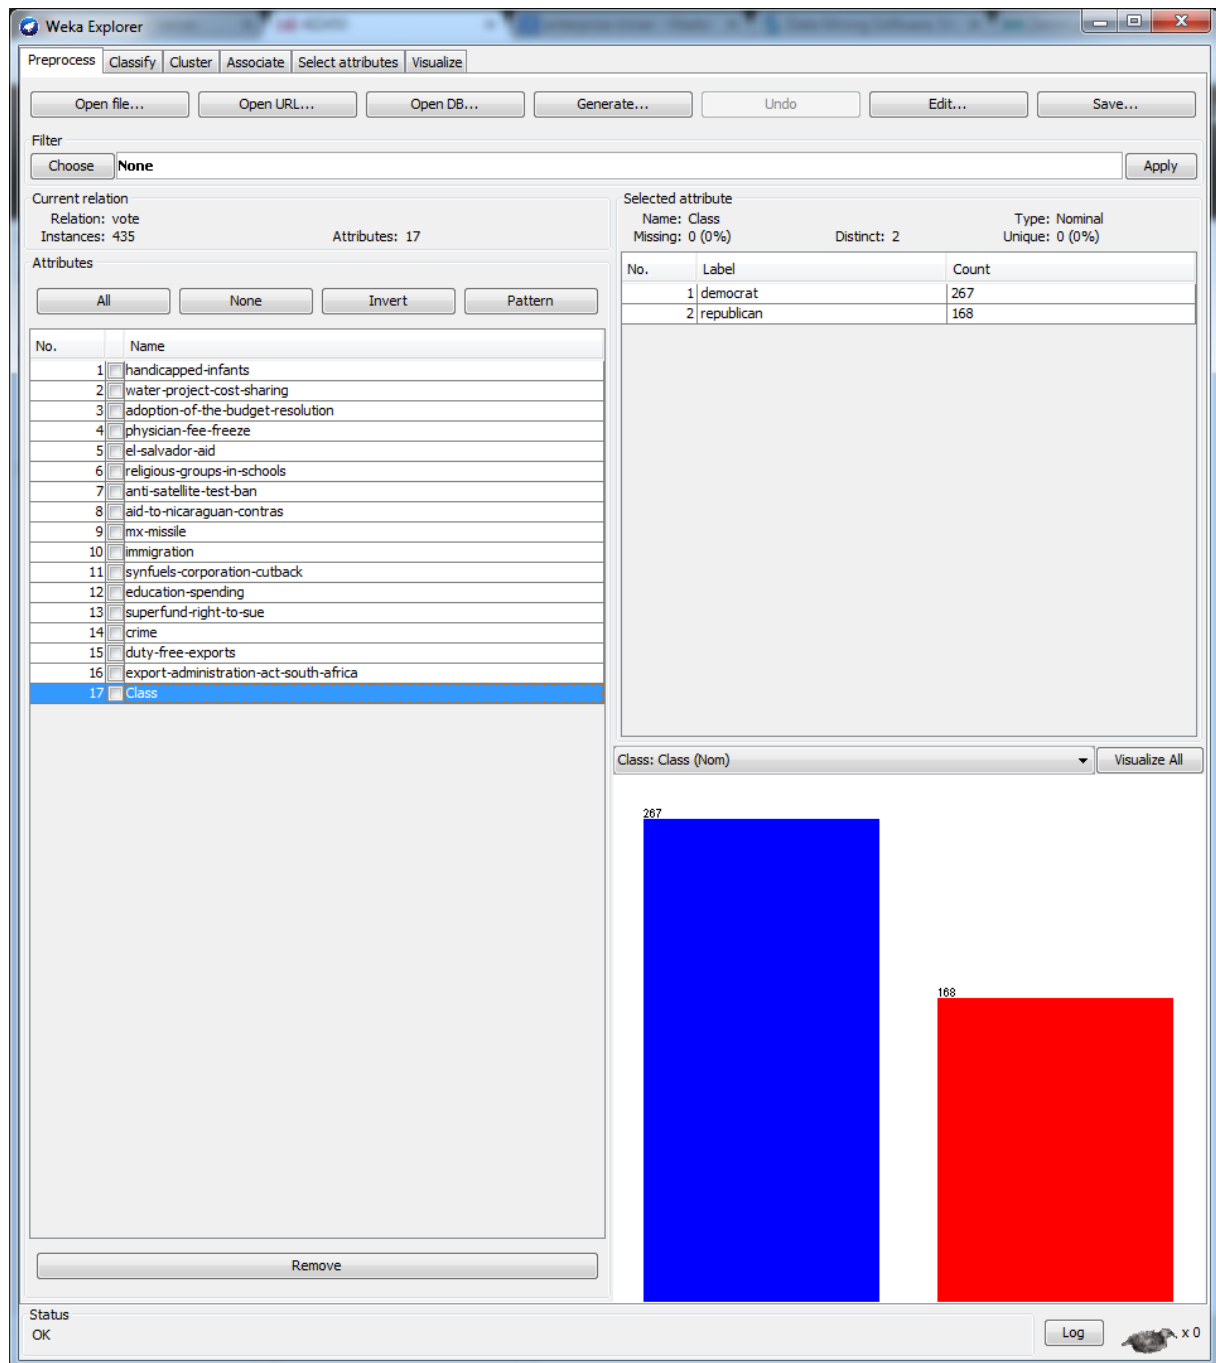 Weka Explorer
Preprocess Classify Cluster Associate Select attributes Visualize
Open file... Open URL... Open DB... Generate... Undo Edit... Save...
Filter
Choose None Apply
Current relation
Relation: vote
Instances: 435 Attributes: 17
Attributes
All None Invert Pattern
No. Name
1 handicapped-infants
2 water-project-cost-sharing
3 adoption-of-the-budget-resolution
4 physician-fee-freeze
5 el-salvador-aid
6 religious-groups-in-schools
7 anti-satellite-test-ban
8 aid-to-nicaraguan-contras
9 mx-missile
10 immigration
11 synfuels-corporation-cutback
12 education-spending
13 superfund-right-to-sue
14 crime
15 duty-free-exports
16 export-administration-act-south-africa
17 Class
Remove
Selected attribute
Name: Class Type: Nominal
Missing: 0 (0%) Distinct: 2 Unique: 0 (0%)
No. Label Count
1 democrat 267
2 republican 168
Class: Class (Nom) Visualize All
267
168
Status
OK
Log x 0